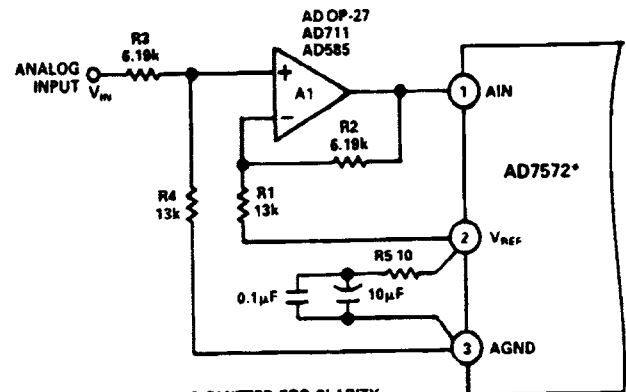 AD OP-27
AD711
AD585
R3
6.19k
ANALOG
INPUT
VIN
+
A1
–
1
AIN
R2
6.19k
AD7572*
R4
13k
R1
13k
2
VREF
R5 10
0.1µF
10µF
3
AGND